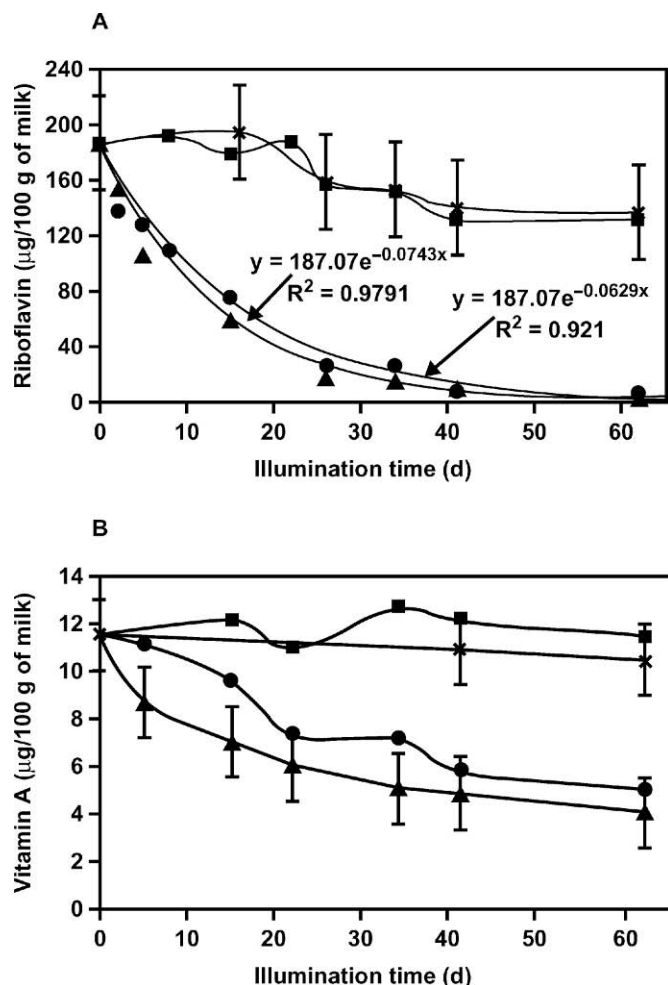 A
Riboflavin (µg/100 g of milk)
240
200
160
120
80
40
0
y = 187.07e^−0.0743x
R² = 0.9791
y = 187.07e^−0.0629x
R² = 0.921
0 10 20 30 40 50 60
Illumination time (d)
B
Vitamin A (µg/100 g of milk)
14
12
10
8
6
4
2
0
0 10 20 30 40 50 60
Illumination time (d)